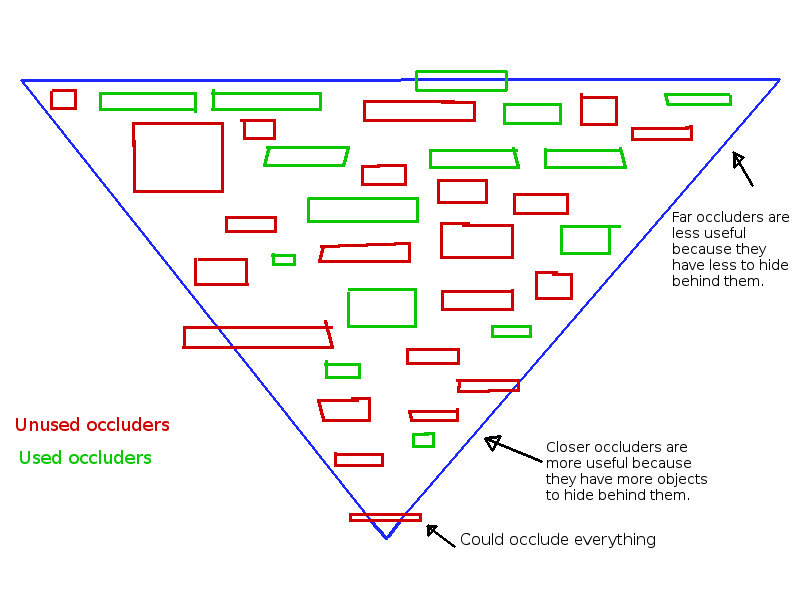 Far occluders are
less useful
because they
have less to hide
behind them.
Unused occluders
Used occluders
Closer occluders are
more useful because
they have more objects
to hide behind them.
Could occlude everything